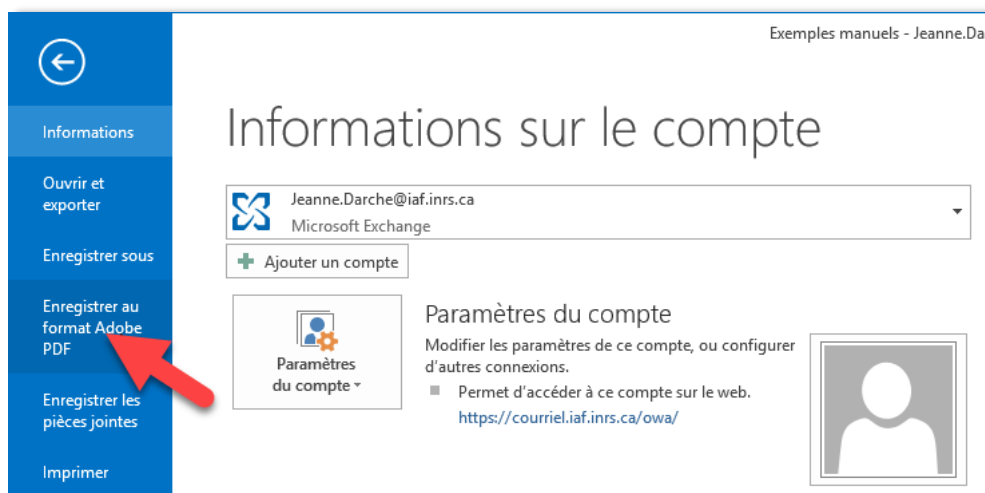 Exemples manuels - Jeanne.Da
Informations
Ouvrir et
exporter
Enregistrer sous
Enregistrer au
format Adobe
PDF
Enregistrer les
pièces jointes
Imprimer
Informations sur le compte
Jeanne.Darche@iaf.inrs.ca
Microsoft Exchange
Ajouter un compte
Paramètres
du compte
Paramètres du compte
Modifier les paramètres de ce compte, ou configurer
d'autres connexions.
Permet d'accéder à ce compte sur le web.
https://courriel.iaf.inrs.ca/owa/